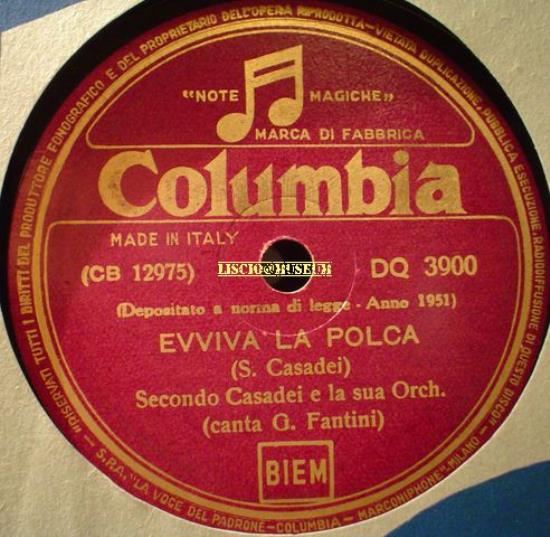 "RISERVATI TUTTI I DIRITTI DEL PRODUTTORE FONOGRAFICO E DEL PROPRIETARIO DELL'OPERA RIPRODOTTA-VIETATA DUPLICAZIONE, PUBBLICA ESECUZIONE, RADIODIFFUSIONE DI QUESTO DISCO"
"NOTE MAGICHE"
MARCA DI FABBRICA
Columbia
MADE IN ITALY
(CB 12975)
LISCIO@MUSEUM
DQ 3900
(Depositato a norma di legge - Anno 1951)
EVVIVA LA POLCA
(S. Casadei)
Secondo Casadei e la sua Orch.
(canta G. Fantini)
BIEM
- S.P.A. "LA VOCE DEL PADRONE-COLUMBIA-MARCONIPHONE" MILANO -